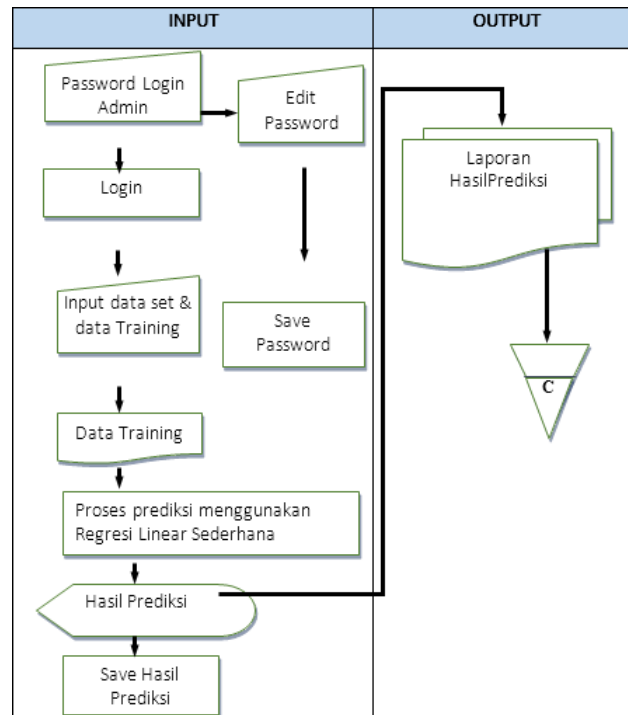 INPUT
OUTPUT
Password Login
Admin
Edit
Password
Login
Input data set &
data Training
Save
Password
Data Training
Proses prediksi menggunakan
Regresi Linear Sederhana
Hasil Prediksi
Save Hasil
Prediksi
Laporan
HasilPrediksi
C